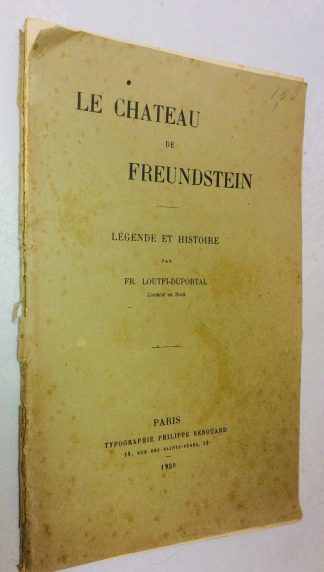 LE CHATEAU
DE
FREUNDSTEIN
LÉGENDE ET HISTOIRE
PAR
FR. LOUTFI-DUPORTAL
Licencié en Droit
PARIS
TYPOGRAPHIE PHILIPPE RENOUARD
19, RUE DES SAINTS-PÈRES, 19
1920